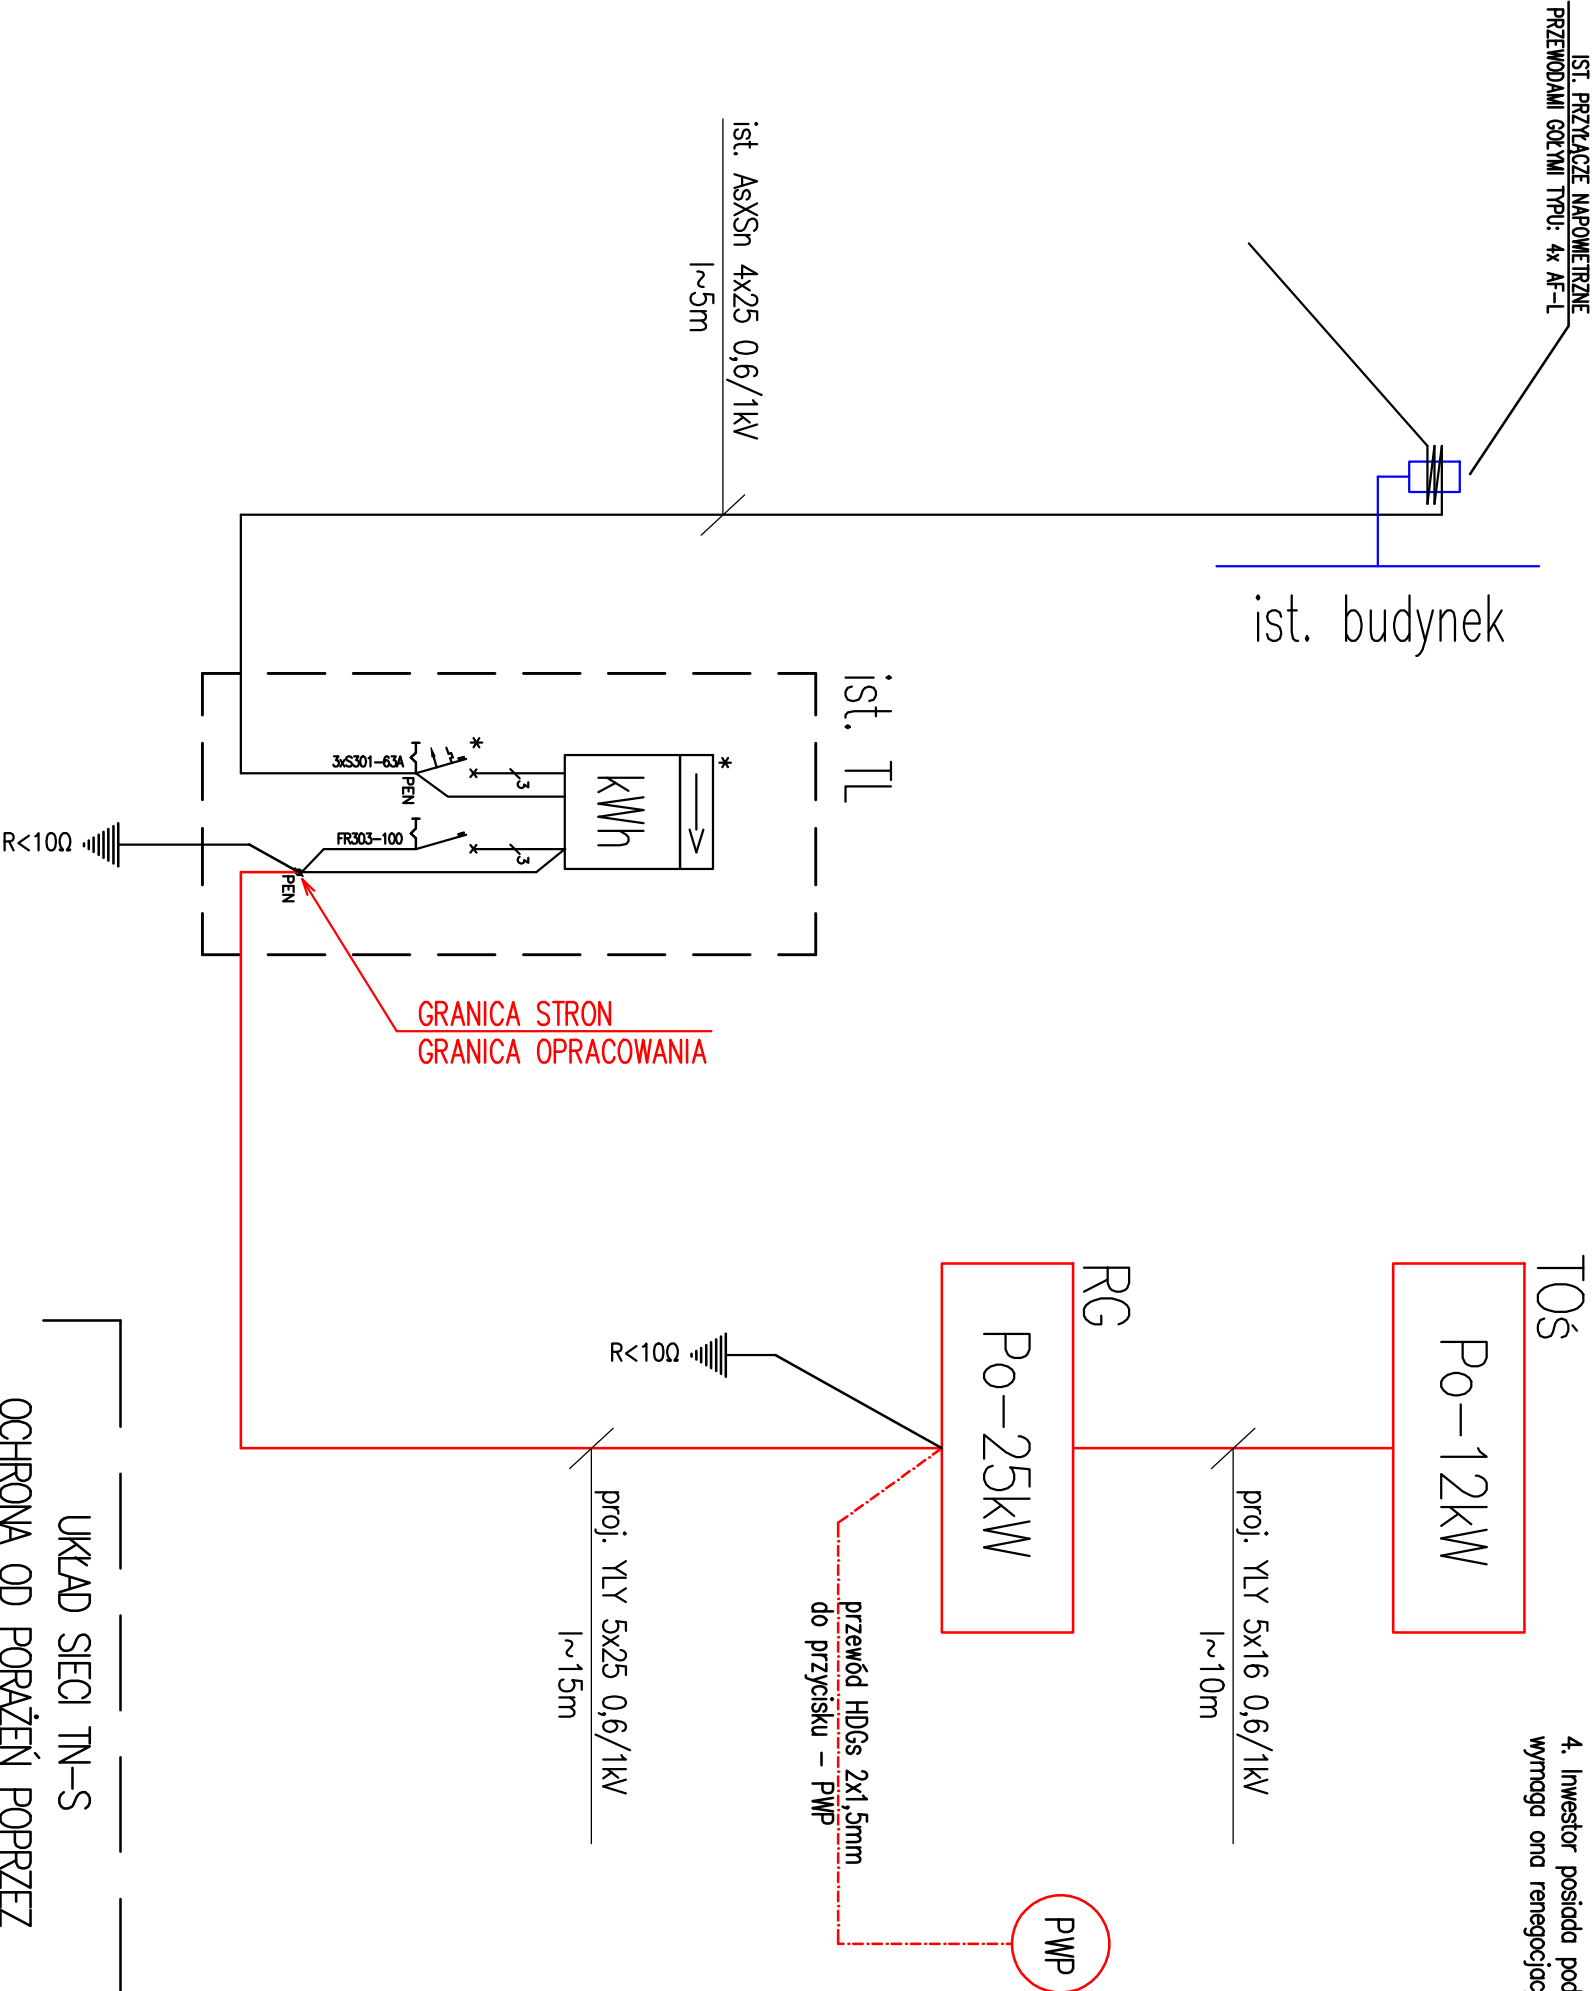 IST. PRZYŁĄCZE NAPOWIETRZNE
PRZEWODAMI GOŁYMI TYPU: 4x AF-L
ist. budynek
ist. AsXSn 4x25 0,6/1kV
l~5m
ist. TL
*
kWh
*
3
3xS301-63A
PEN
3
FR303-100
PEN
R<10Ω
GRANICA STRON
GRANICA OPRACOWANIA
TOŚ
Po-12kW
RG
Po-25kW
R<10Ω
proj. YLY 5x16 0,6/1kV
l~10m
przewód HDGs 2x1,5mm
do przycisku - PWP
PWP
proj. YLY 5x25 0,6/1kV
l~15m
4. Inwestor posiada pod
wymaga ona renegocjac
UKŁAD SIECI TN-S
OCHRONA OD PORAŻEŃ POPRZEZ